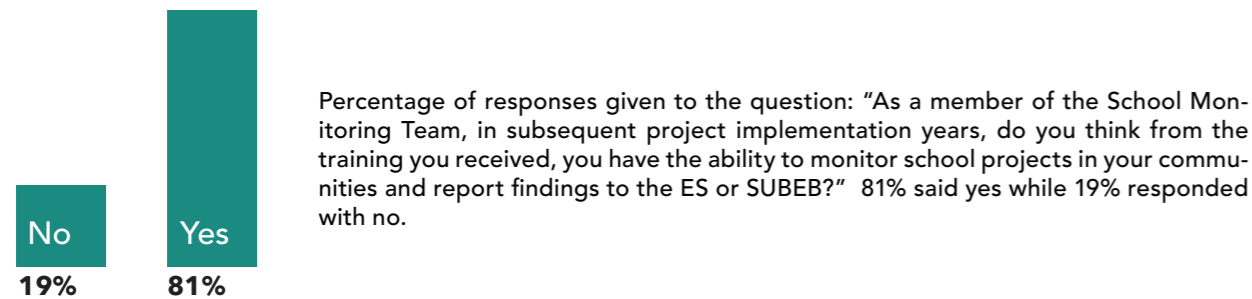 No
Yes
19%
81%
Percentage of responses given to the question: “As a member of the School Mon-
itoring Team, in subsequent project implementation years, do you think from the
training you received, you have the ability to monitor school projects in your commu-
nities and report findings to the ES or SUBEB?”  81% said yes while 19% responded
with no.